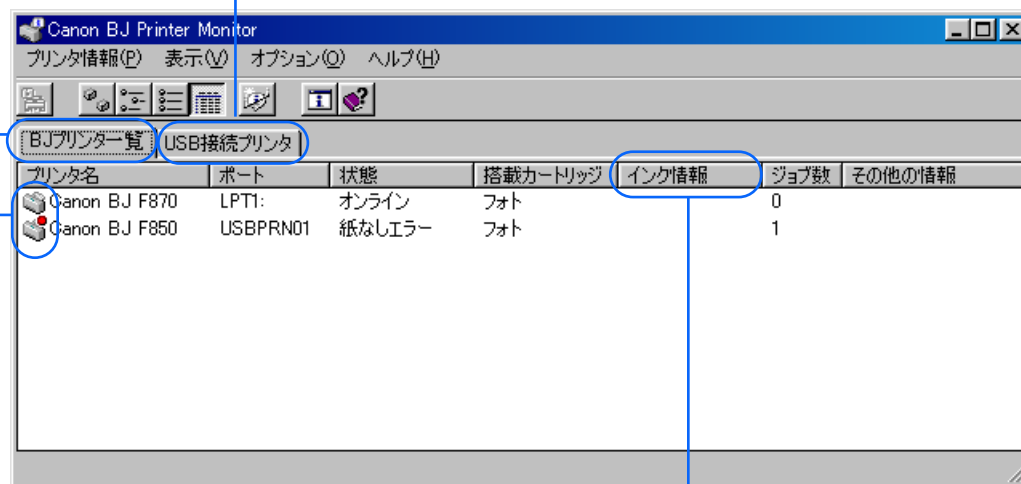 Canon BJ Printer Monitor
プリンタ情報(P) 表示(V) オプション(O) ヘルプ(H)
BJプリンター覧 USB接続プリンタ
プリンタ名 ポート 状態 搭載カートリッジ インク情報 ジョブ数 その他の情報
Canon BJ F870 LPT1: オンライン フォト 0
Canon BJ F850 USBPRN01 紙なしエラー フォト 1